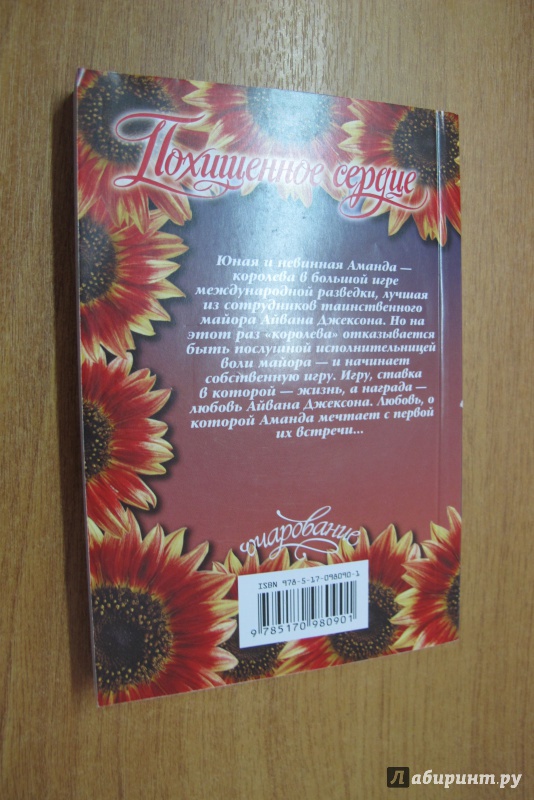 Похищенное сердце
Юная и невинная Аманда —
королева в большой игре
международной разведки, лучшая
из сотрудников таинственного
майора Айвана Джексона. Но на
этот раз «королева» отказывается
быть послушной исполнительницей
воли майора — и начинает
собственную игру. Игру, ставка
в которой — жизнь, а награда —
любовь Айвана Джексона. Любовь, о
которой Аманда мечтает с первой
их встречи...
очарование
ISBN 978-5-17-098090-1
9 785170 980901
Лабиринт.ру